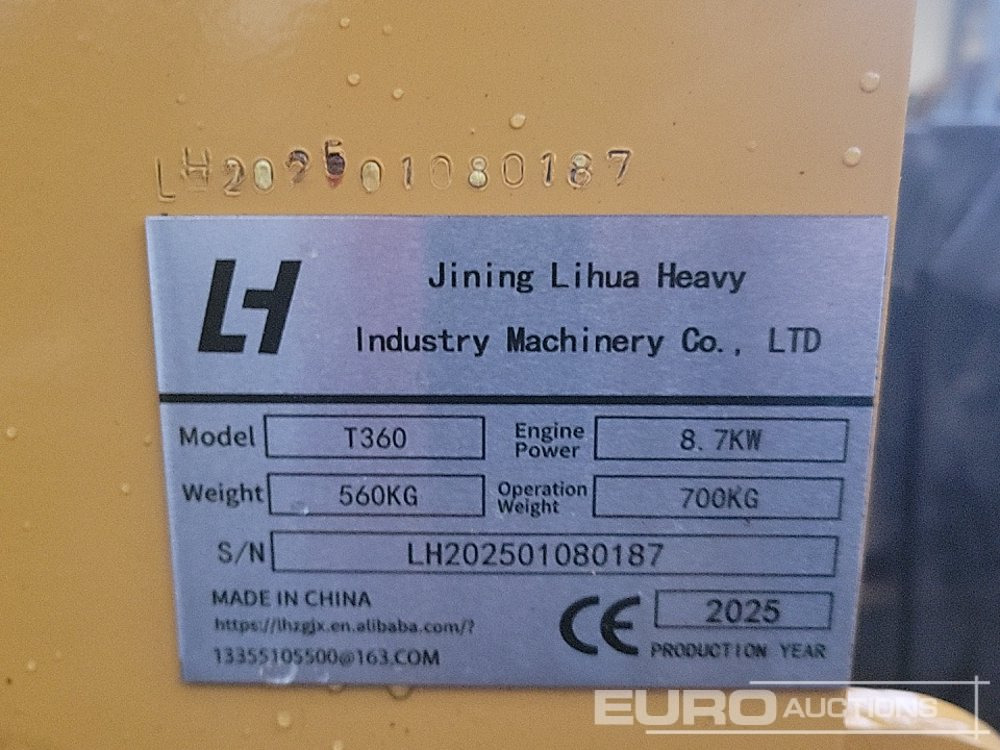 LH202501080187
LH
Jining Lihua Heavy
Industry Machinery Co., LTD
Model T360 Engine Power 8.7KW
Weight 560KG Operation Weight 700KG
S/N LH202501080187
MADE IN CHINA
https://lhzgjx.en.alibaba.com/?
13355105500@163.COM
CE 2025
PRODUCTION YEAR
EURO AUCTIONS